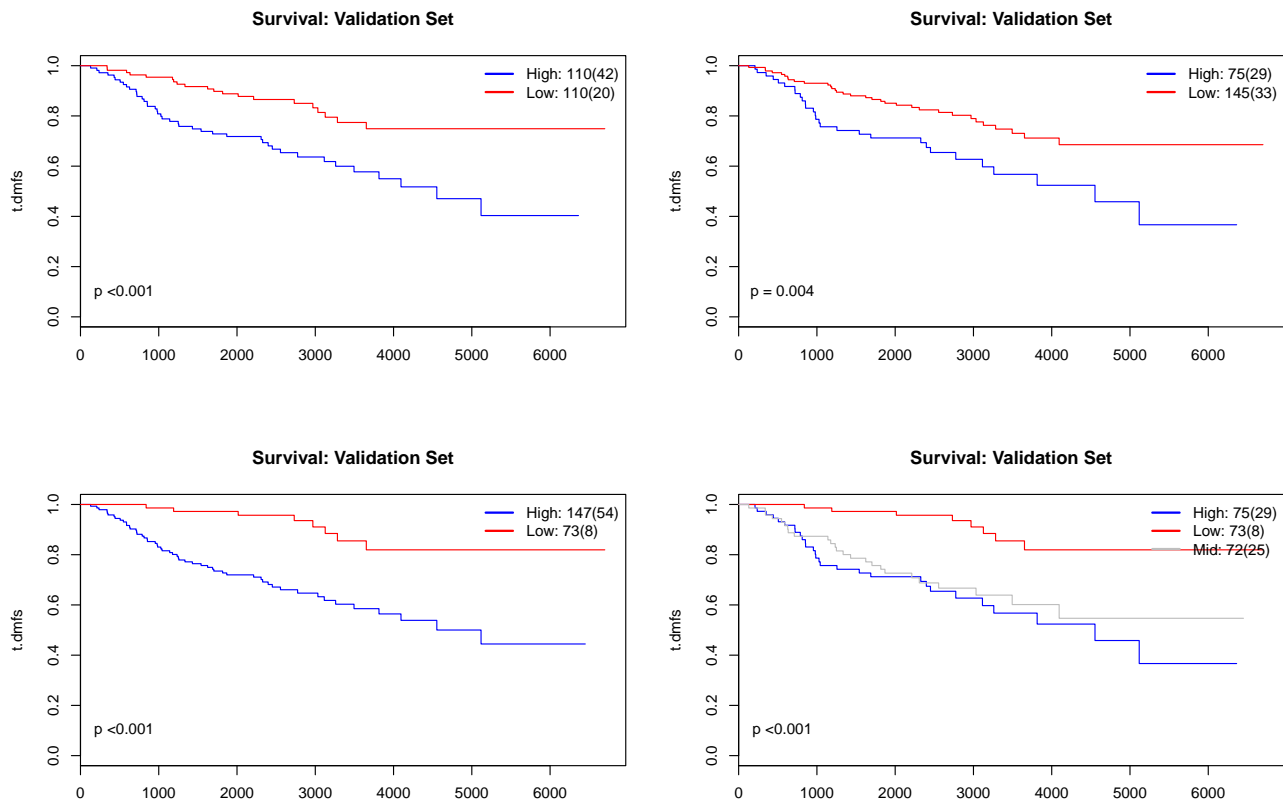 Survival: Validation Set
High: 110(42)
Low: 110(20)
t.dmfs
1.0
0.8
0.6
0.4
0.2
0.0
p <0.001
0 1000 2000 3000 4000 5000 6000
Survival: Validation Set
High: 75(29)
Low: 145(33)
t.dmfs
1.0
0.8
0.6
0.4
0.2
0.0
p = 0.004
0 1000 2000 3000 4000 5000 6000
Survival: Validation Set
High: 147(54)
Low: 73(8)
t.dmfs
1.0
0.8
0.6
0.4
0.2
0.0
p <0.001
0 1000 2000 3000 4000 5000 6000
Survival: Validation Set
High: 75(29)
Low: 73(8)
Mid: 72(25)
t.dmfs
1.0
0.8
0.6
0.4
0.2
0.0
p <0.001
0 1000 2000 3000 4000 5000 6000